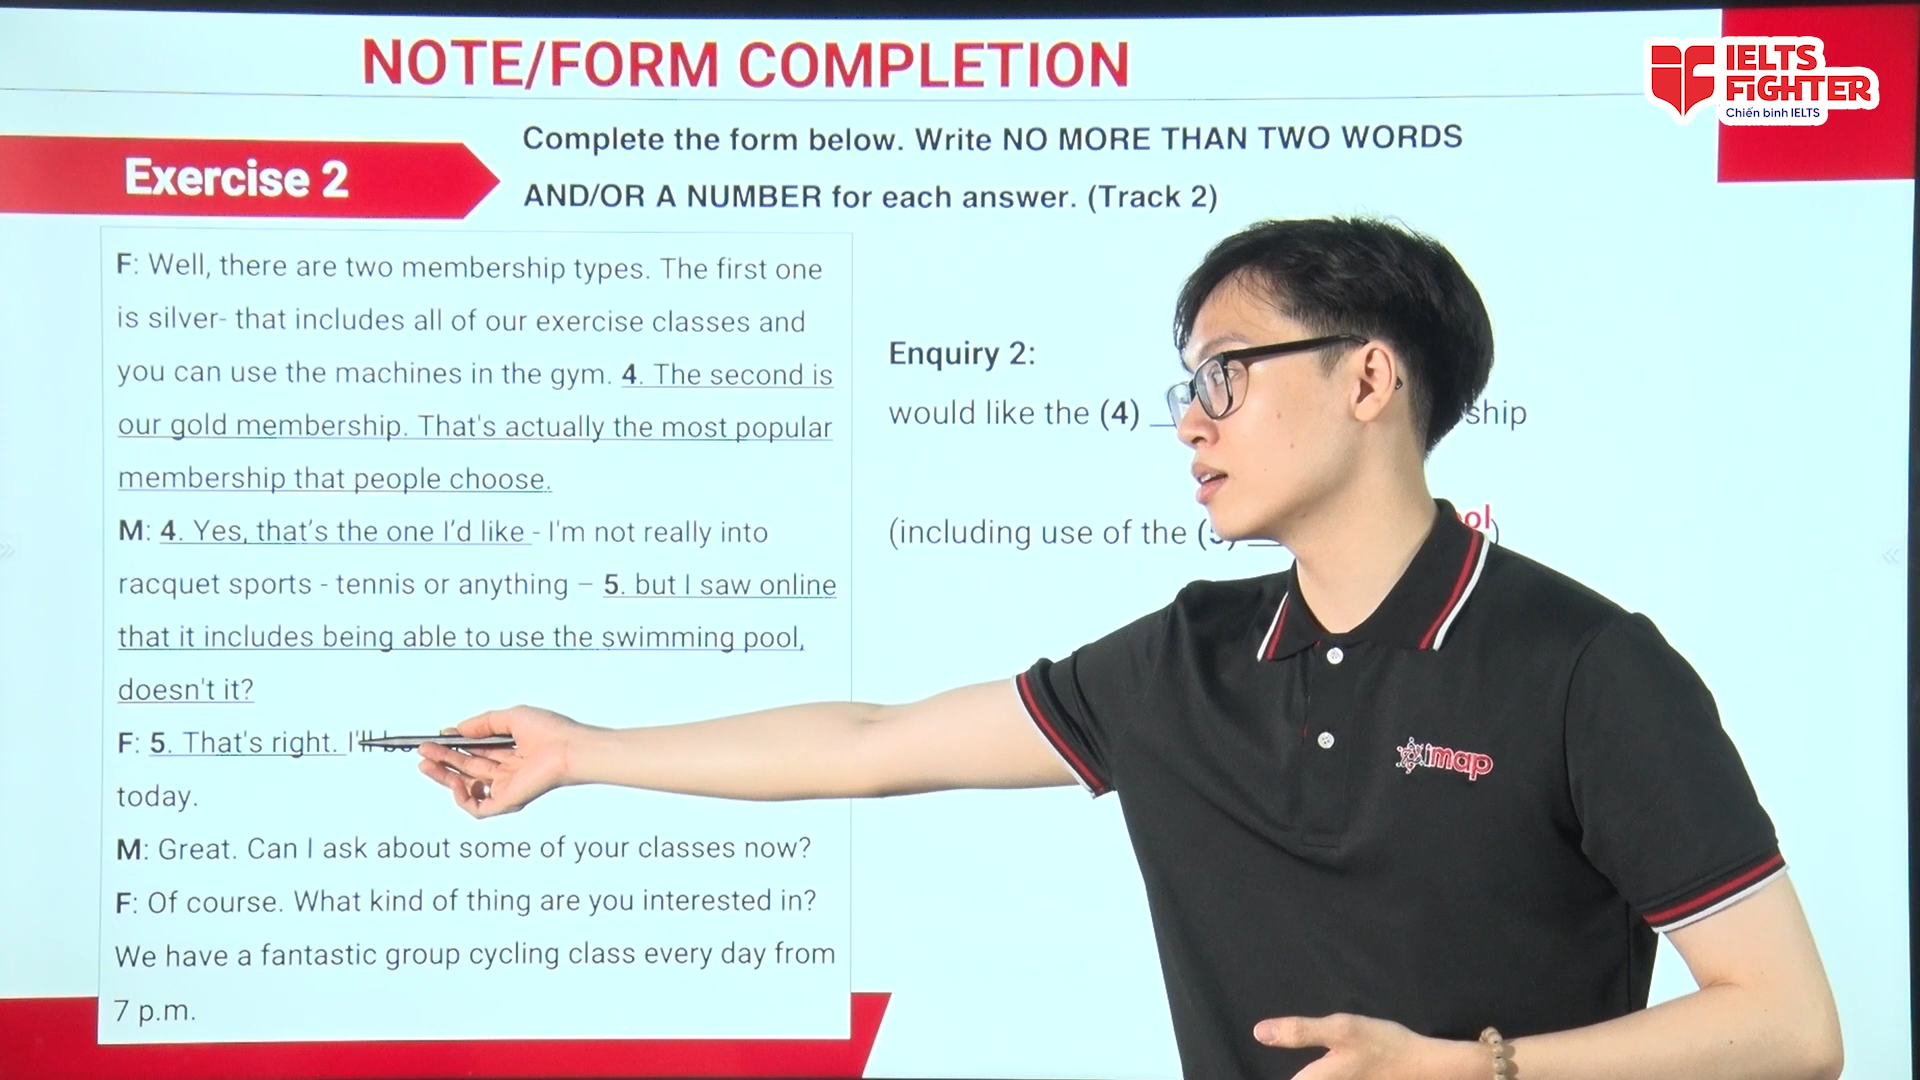 NOTE/FORM COMPLETION
IELTS
FiGHTER
Chiến binh IELTS
Exercise 2
Complete the form below. Write NO MORE THAN TWO WORDS
AND/OR A NUMBER for each answer. (Track 2)
F: Well, there are two membership types. The first one
is silver- that includes all of our exercise classes and
you can use the machines in the gym. 4. The second is
our gold membership. That's actually the most popular
membership that people choose.
M: 4. Yes, that's the one I'd like - I'm not really into
racquet sports - tennis or anything – 5. but I saw online
that it includes being able to use the swimming pool,
doesn't it?
F: 5. That's right. I'll
today.
M: Great. Can I ask about some of your classes now?
F: Of course. What kind of thing are you interested in?
We have a fantastic group cycling class every day from
7 p.m.
Enquiry 2:
would like the (4)
(including use of the
imap